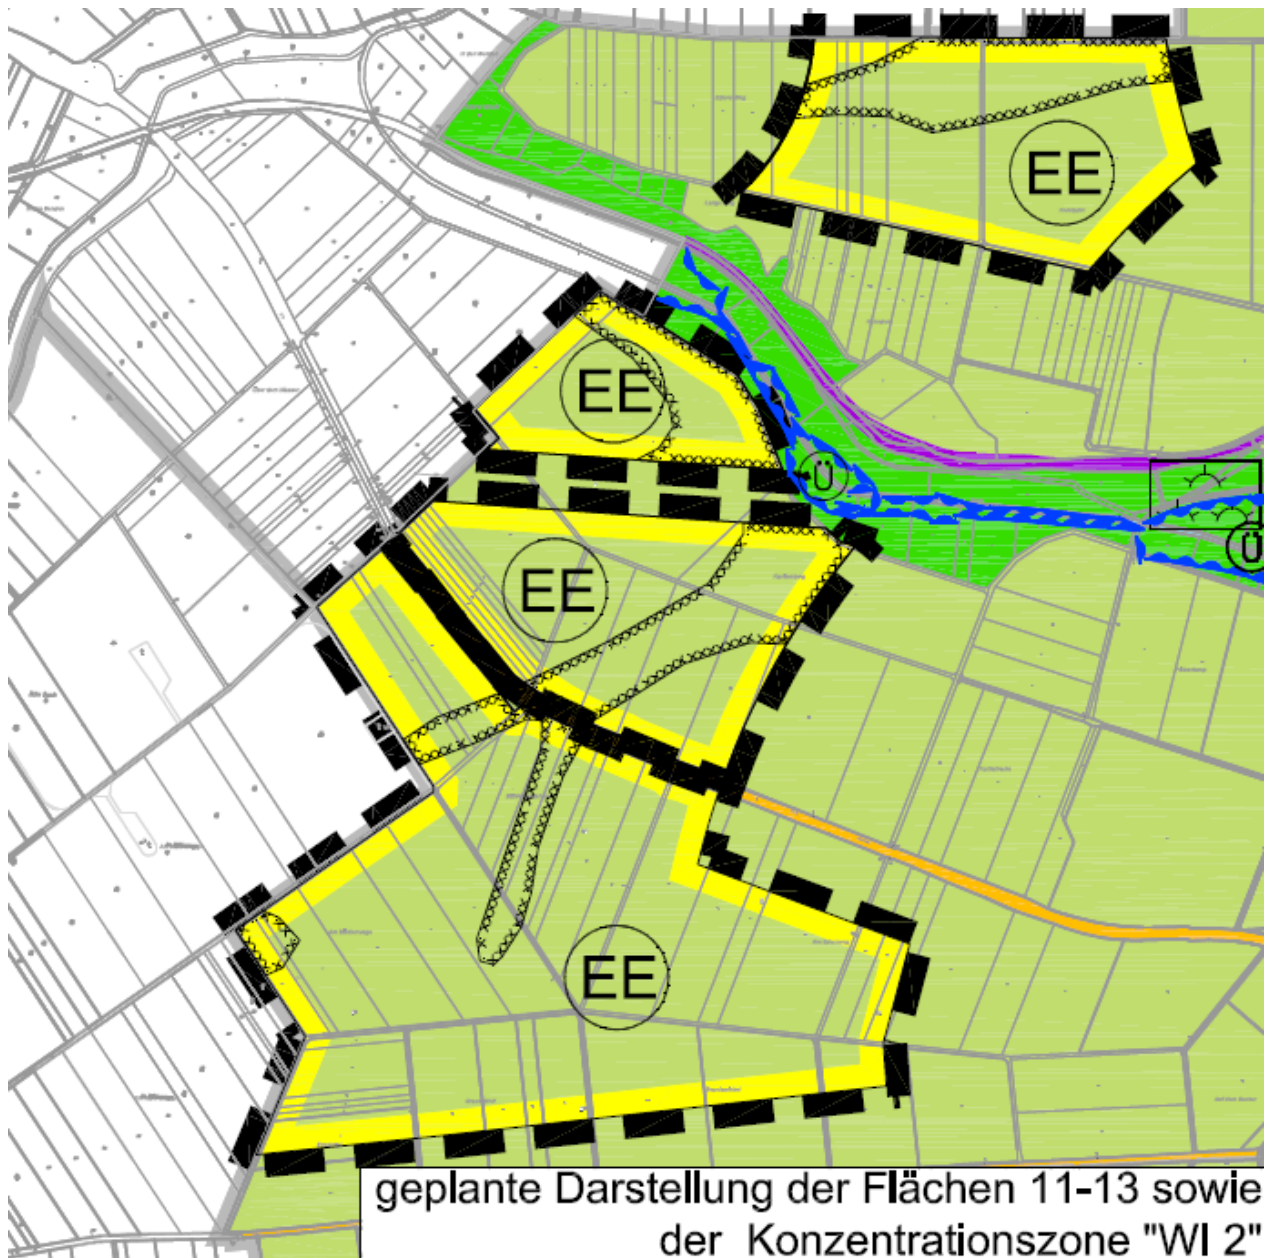 EE
EE
Ü
Ü
EE
EE
geplante Darstellung der Flächen 11-13 sowie
der Konzentrationszone "WI 2"